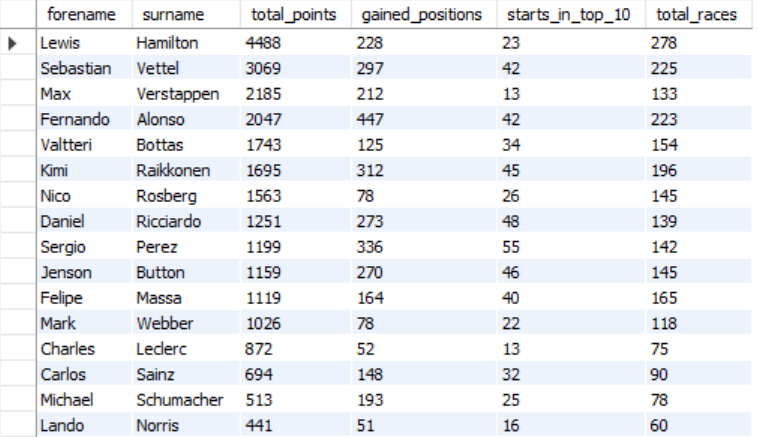 forename surname total_points gained_positions starts_in_top_10 total_races
Lewis Hamilton 4488 228 23 278
Sebastian Vettel 3069 297 42 225
Max Verstappen 2185 212 13 133
Fernando Alonso 2047 447 42 223
Valtteri Bottas 1743 125 34 154
Kimi Raikkonen 1695 312 45 196
Nico Rosberg 1563 78 26 145
Daniel Ricciardo 1251 273 48 139
Sergio Perez 1199 336 55 142
Jenson Button 1159 270 46 145
Felipe Massa 1119 164 40 165
Mark Webber 1026 78 22 118
Charles Leclerc 872 52 13 75
Carlos Sainz 694 148 32 90
Michael Schumacher 513 193 25 78
Lando Norris 441 51 16 60